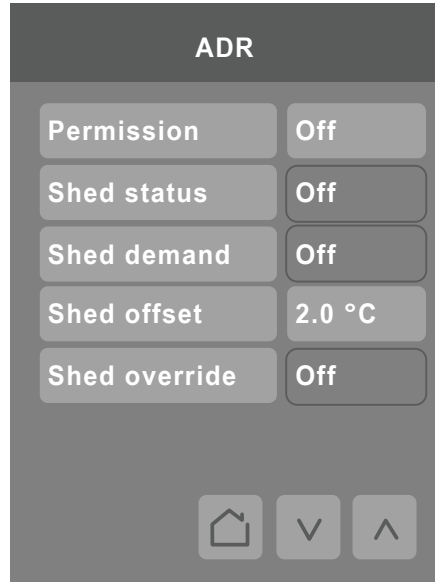 ADR
Permission Off
Shed status Off
Shed demand Off
Shed offset 2.0 °C
Shed override Off